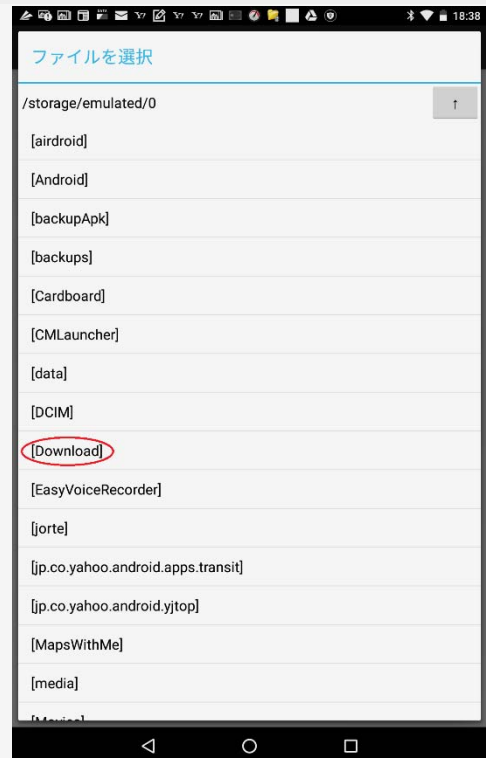 18:38
ファイルを選択
/storage/emulated/0
↑
[airdroid]
[Android]
[backupApk]
[backups]
[Cardboard]
[CMLauncher]
[data]
[DCIM]
[Download]
[EasyVoiceRecorder]
[jorte]
[jp.co.yahoo.android.apps.transit]
[jp.co.yahoo.android.yjtop]
[MapsWithMe]
[media]